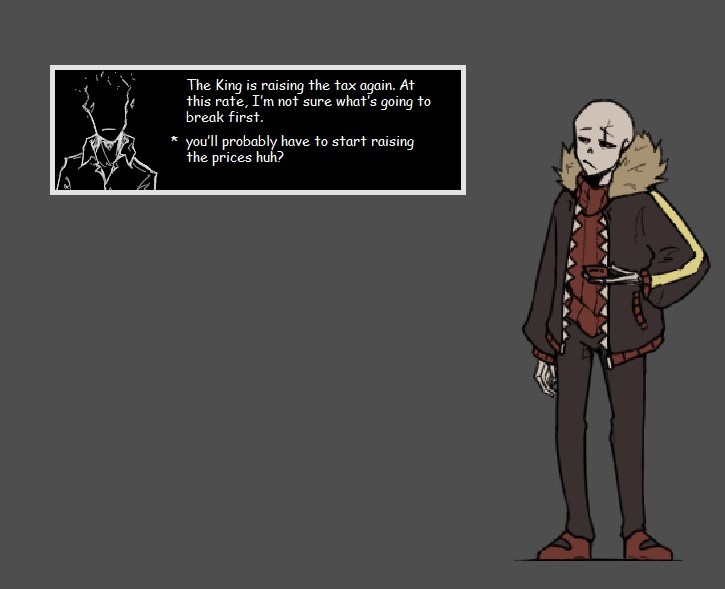 The King is raising the tax again. At
this rate, I'm not sure what's going to
break first.
* you'll probably have to start raising
the prices huh?